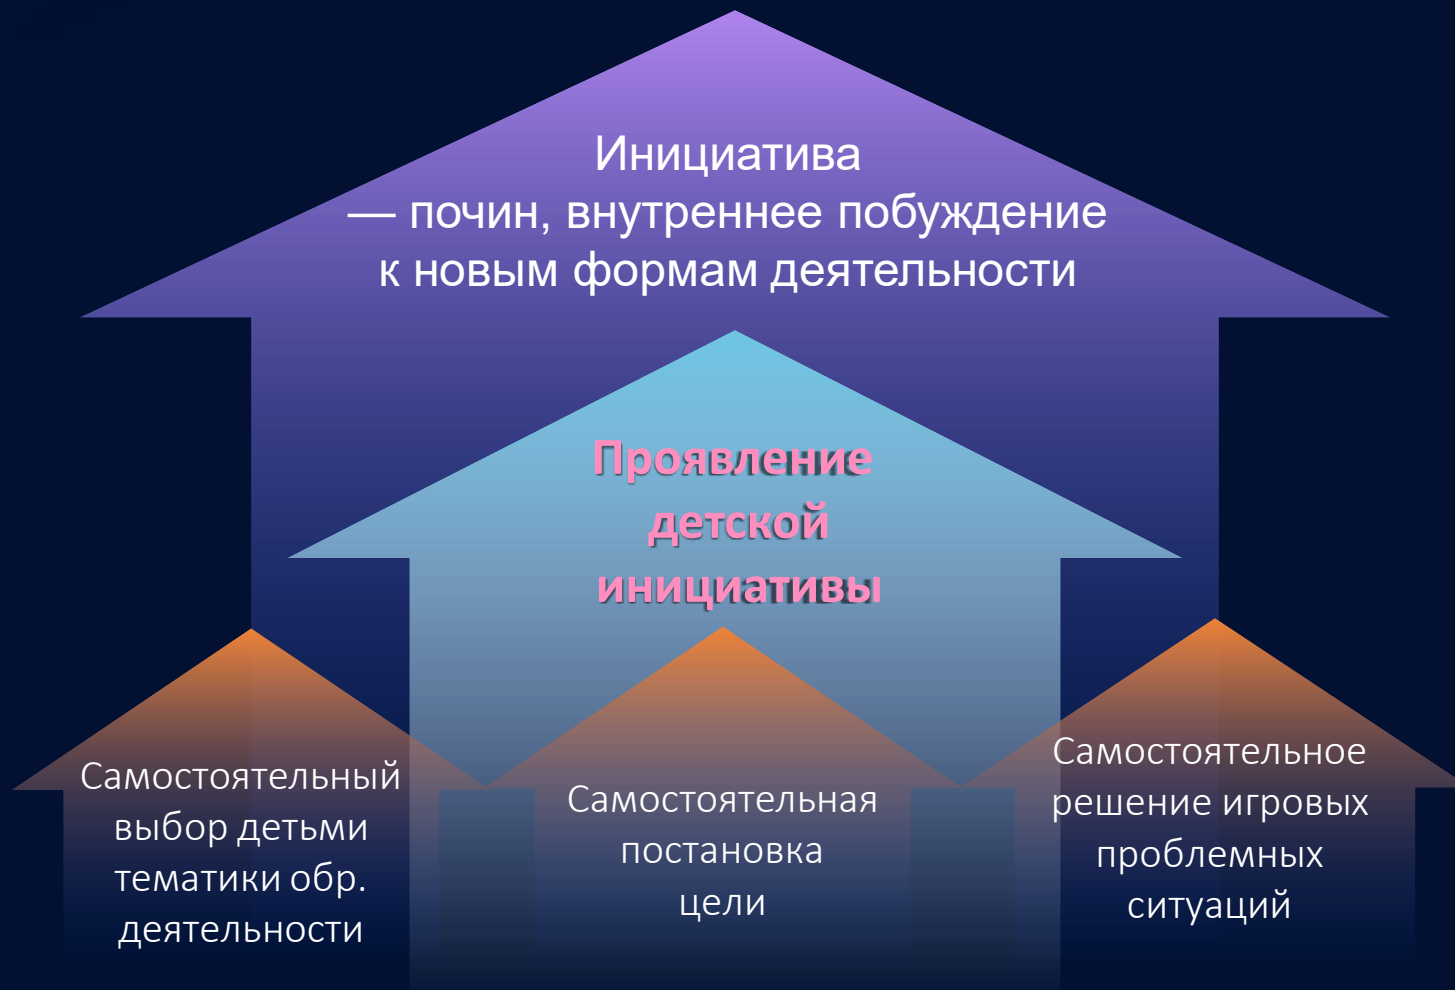 Инициатива
— почин, внутреннее побуждение
к новым формам деятельности
Проявление
детской
инициативы
Самостоятельный
выбор детьми
тематики обр.
деятельности
Самостоятельная
постановка
цели
Самостоятельное
решение игровых
проблемных
ситуаций